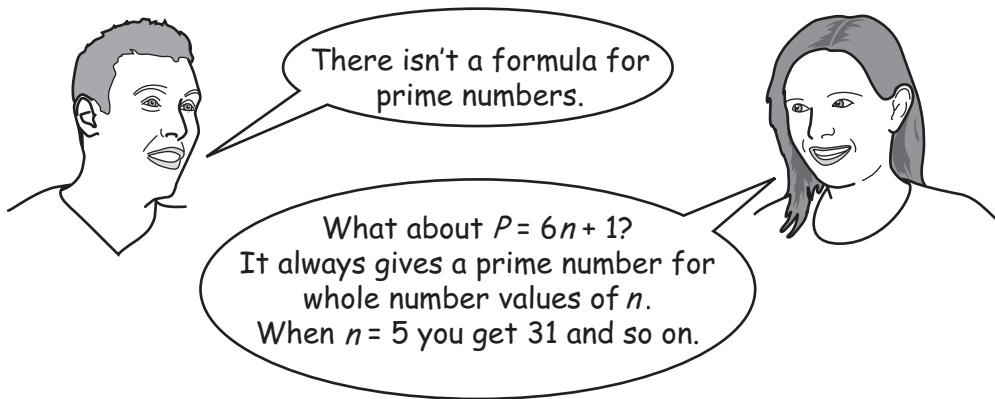 There isn't a formula for
prime numbers.
What about P = 6n + 1?
It always gives a prime number for
whole number values of n.
When n = 5 you get 31 and so on.